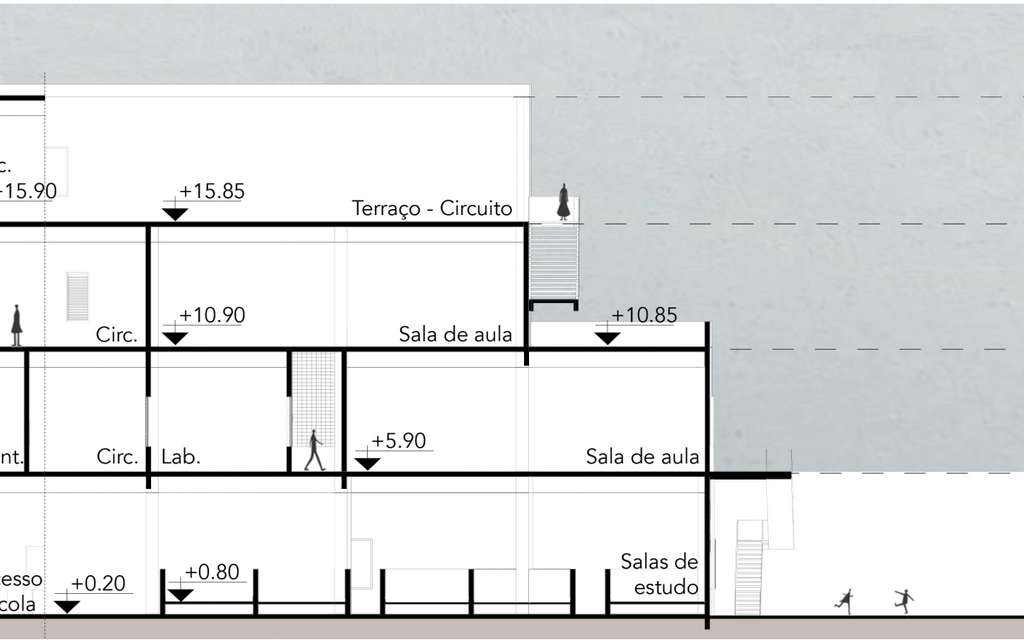 c.
+15.90
+15.85
Terraço - Circuito
+10.90
+10.85
Circ.
Sala de aula
+5.90
nt.
Circ.
Lab.
Sala de aula
Salas de
estudo
+0.80
+0.20
cesso
cola